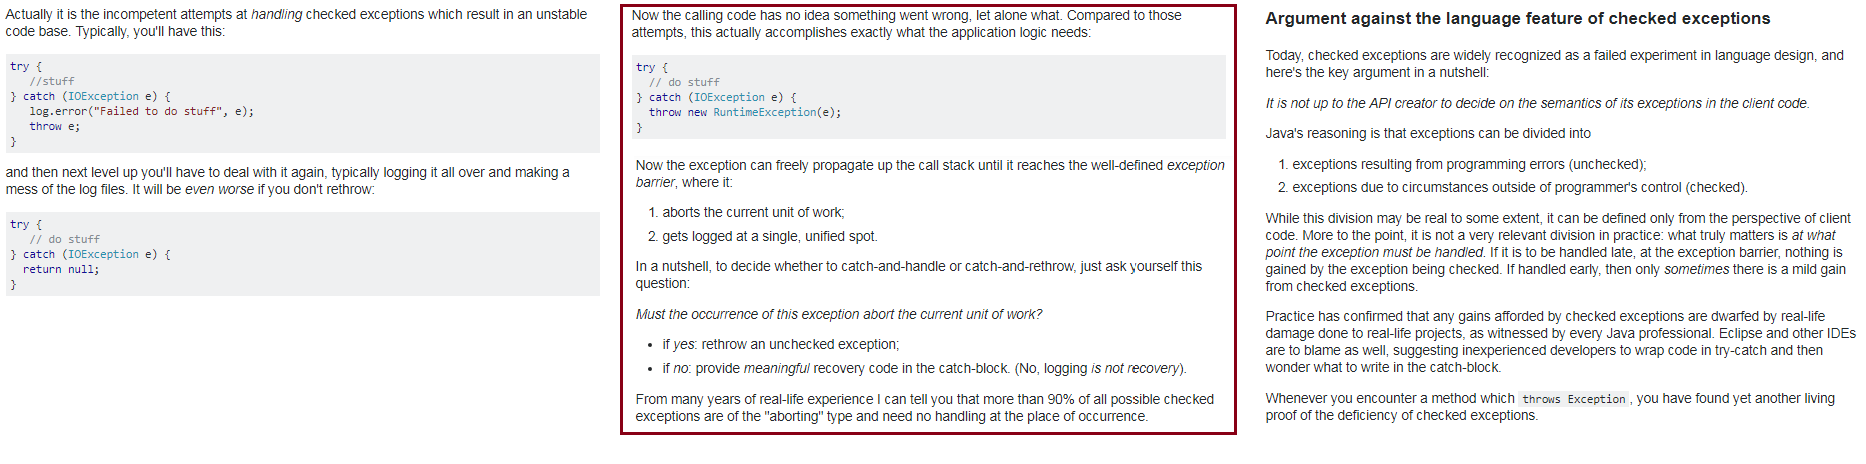 Actually it is the incompetent attempts at handling checked exceptions which result in an unstable
code base. Typically, you'll have this:
try {
   //stuff
} catch (IOException e) {
   log.error("Failed to do stuff", e);
   throw e;
}
and then next level up you'll have to deal with it again, typically logging it all over and making a
mess of the log files. It will be even worse if you don't rethrow:
try {
   // do stuff
} catch (IOException e) {
  return null;
}
Now the calling code has no idea something went wrong, let alone what. Compared to those
attempts, this actually accomplishes exactly what the application logic needs:
try {
  // do stuff
} catch (IOException e) {
  throw new RuntimeException(e);
}
Now the exception can freely propagate up the call stack until it reaches the well-defined exception
barrier, where it:
1. aborts the current unit of work;
2. gets logged at a single, unified spot.
In a nutshell, to decide whether to catch-and-handle or catch-and-rethrow, just ask yourself this
question:
Must the occurrence of this exception abort the current unit of work?
• if yes: rethrow an unchecked exception;
• if no: provide meaningful recovery code in the catch-block. (No, logging is not recovery).
From many years of real-life experience I can tell you that more than 90% of all possible checked
exceptions are of the "aborting" type and need no handling at the place of occurrence.
Argument against the language feature of checked exceptions
Today, checked exceptions are widely recognized as a failed experiment in language design, and
here's the key argument in a nutshell:
It is not up to the API creator to decide on the semantics of its exceptions in the client code.
Java's reasoning is that exceptions can be divided into
1. exceptions resulting from programming errors (unchecked);
2. exceptions due to circumstances outside of programmer's control (checked).
While this division may be real to some extent, it can be defined only from the perspective of client
code. More to the point, it is not a very relevant division in practice: what truly matters is at what
point the exception must be handled. If it is to be handled late, at the exception barrier, nothing is
gained by the exception being checked. If handled early, then only sometimes there is a mild gain
from checked exceptions.
Practice has confirmed that any gains afforded by checked exceptions are dwarfed by real-life
damage done to real-life projects, as witnessed by every Java professional. Eclipse and other IDEs
are to blame as well, suggesting inexperienced developers to wrap code in try-catch and then
wonder what to write in the catch-block.
Whenever you encounter a method which throws Exception, you have found yet another living
proof of the deficiency of checked exceptions.